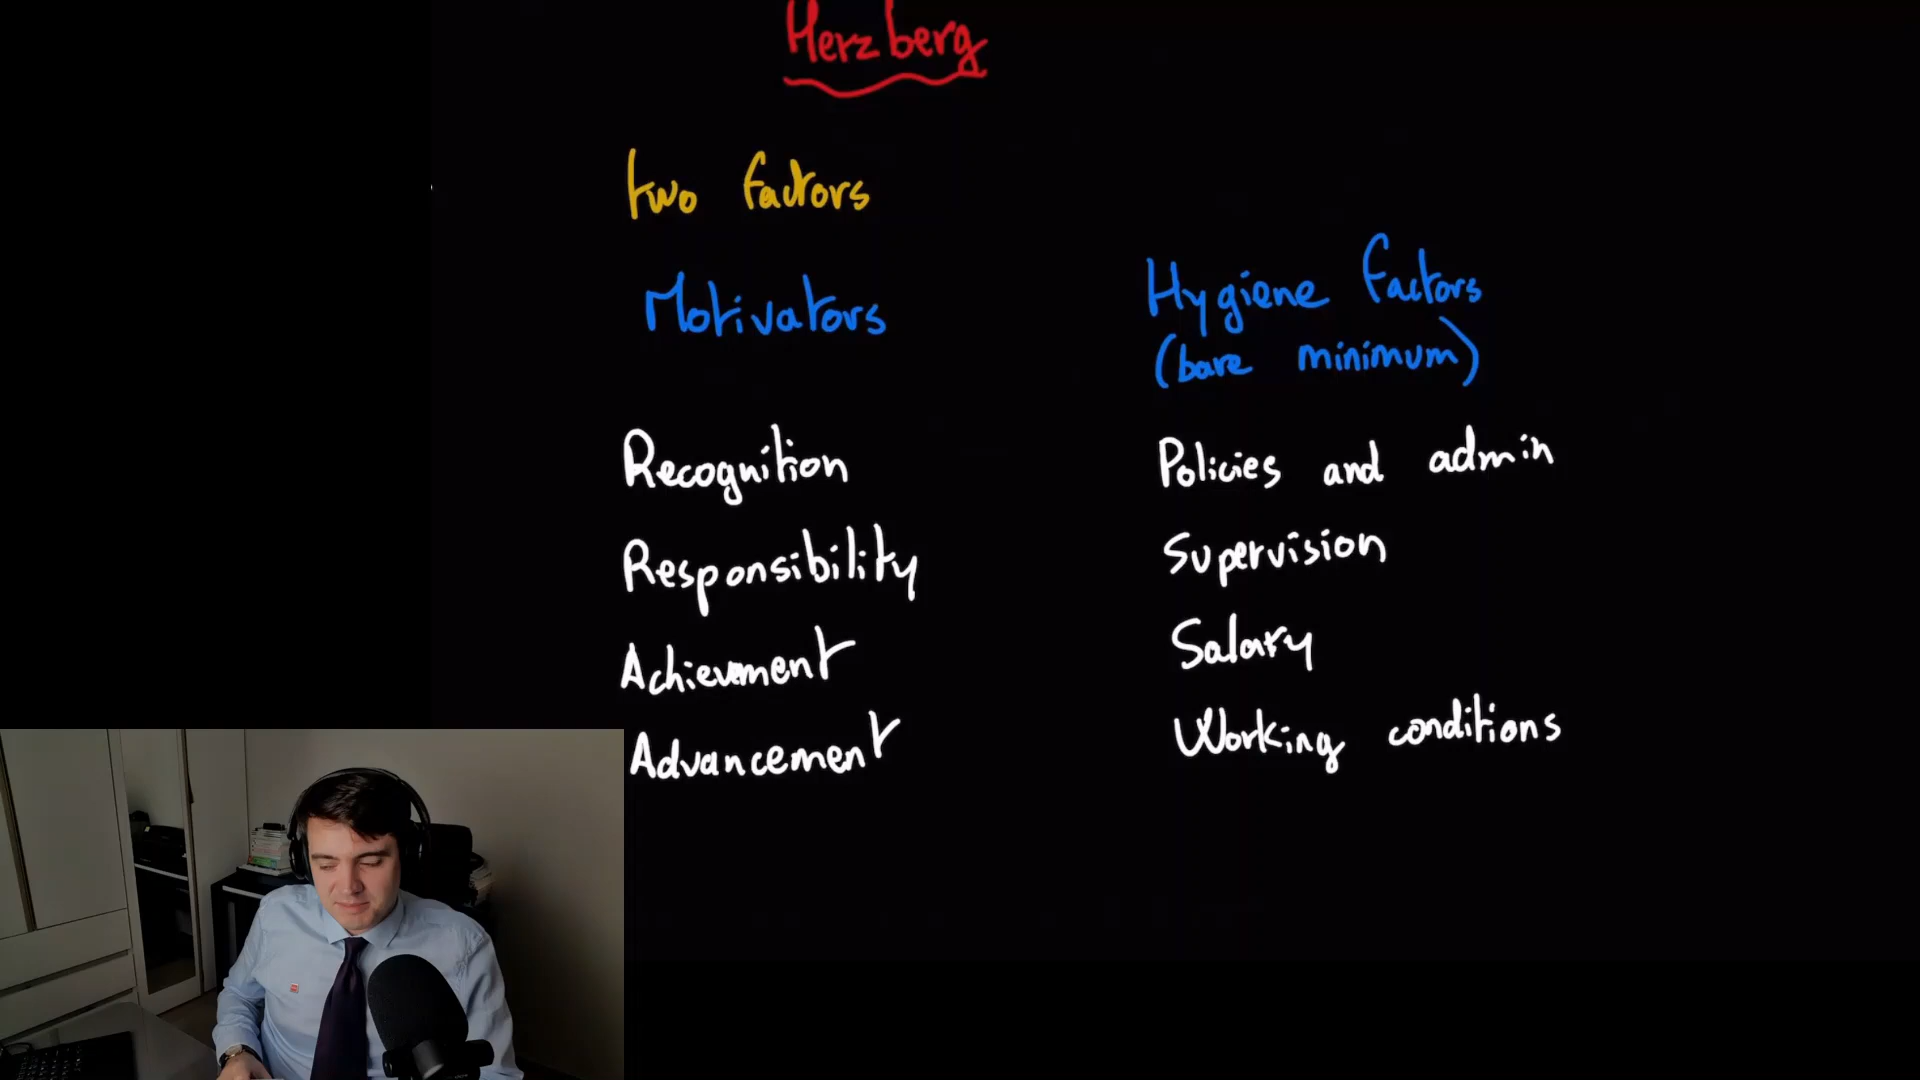 Herzberg
two factors
Motivators
Recognition
Responsibility
Achievement
Advancement
Hygiene factors
(bare minimum)
Policies and admin
Supervision
Salary
Working conditions